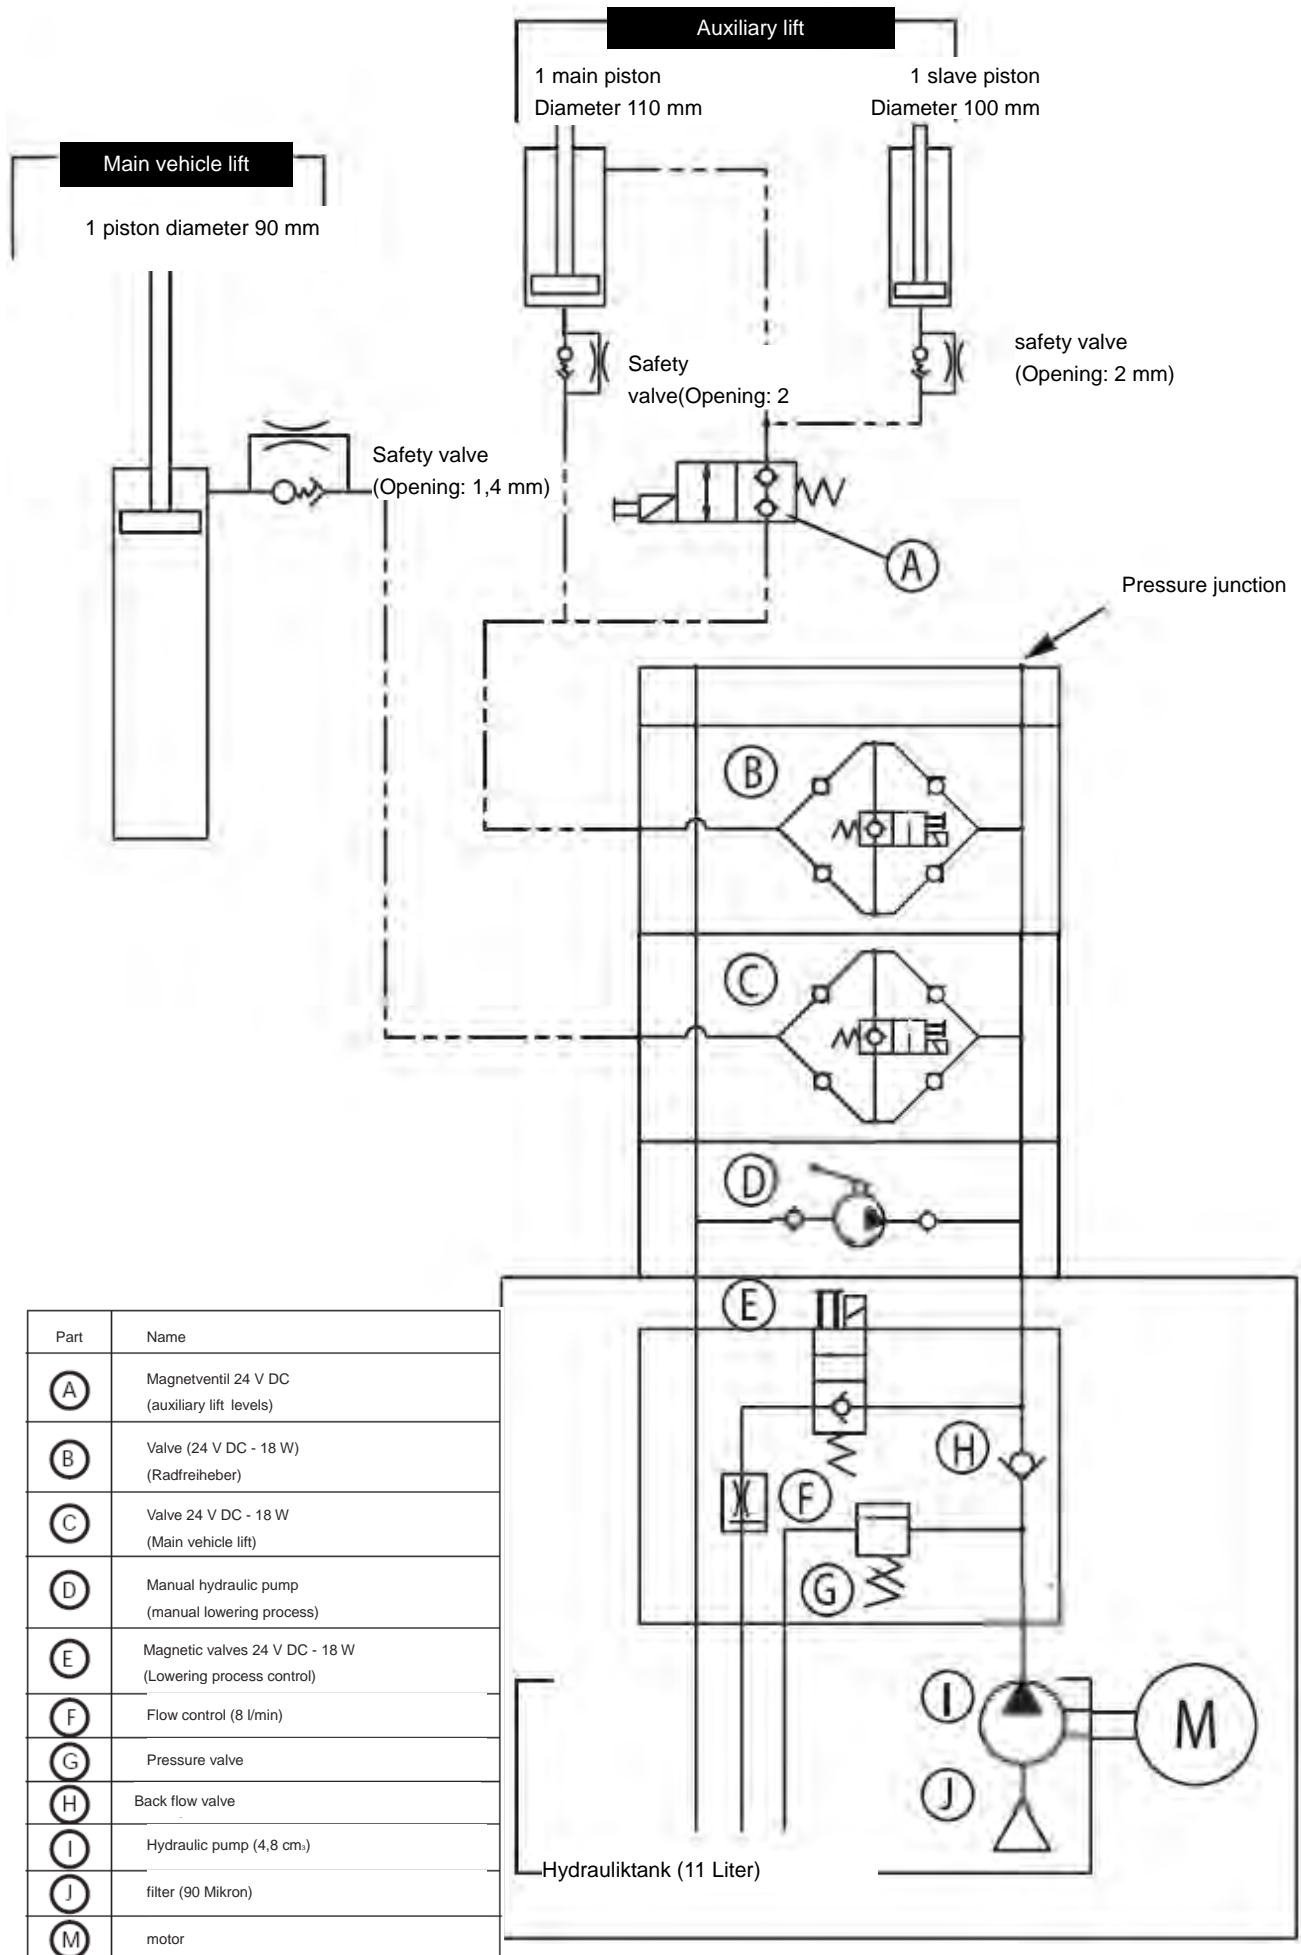 Auxiliary lift
1 main piston
Diameter 110 mm
1 slave piston
Diameter 100 mm
Main vehicle lift
1 piston diameter 90 mm
Safety
valve(Opening: 2
safety valve
(Opening: 2 mm)
Safety valve
(Opening: 1,4 mm)
A
Pressure junction
B
C
D
E
H
F
G
I
M
J
Hydrauliktank (11 Liter)
Part Name
A Magnetventil 24 V DC
(auxiliary lift levels)
B Valve (24 V DC - 18 W)
(Radfreiheber)
C Valve 24 V DC - 18 W
(Main vehicle lift)
D Manual hydraulic pump
(manual lowering process)
E Magnetic valves 24 V DC - 18 W
(Lowering process control)
F Flow control (8 l/min)
G Pressure valve
H Back flow valve
I Hydraulic pump (4,8 cm₃)
J filter (90 Mikron)
M motor